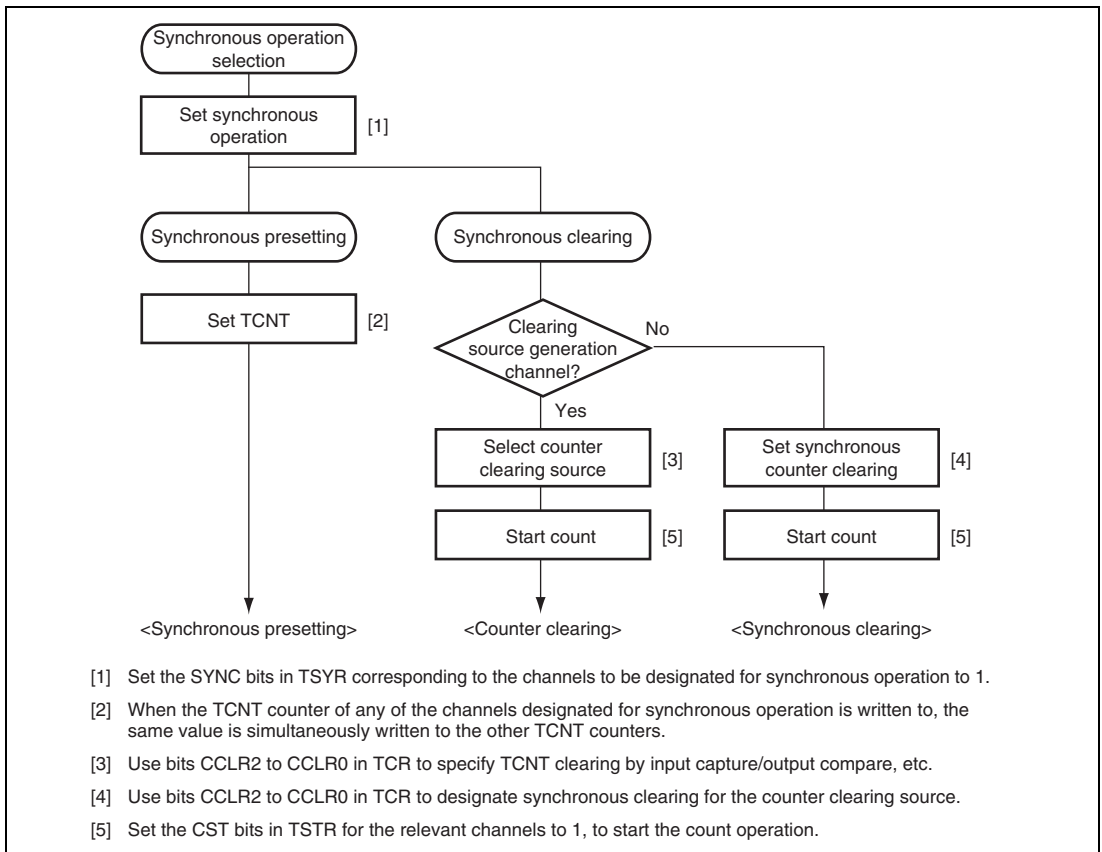 Synchronous operation
selection
Set synchronous
operation
[1]
Synchronous presetting
Synchronous clearing
Set TCNT
[2]
Clearing
source generation
channel?
No
Yes
Select counter
clearing source
[3]
Set synchronous
counter clearing
[4]
Start count
[5]
Start count
[5]
<Synchronous presetting>
<Counter clearing>
<Synchronous clearing>
[1] Set the SYNC bits in TSYR corresponding to the channels to be designated for synchronous operation to 1.
[2] When the TCNT counter of any of the channels designated for synchronous operation is written to, the
same value is simultaneously written to the other TCNT counters.
[3] Use bits CCLR2 to CCLR0 in TCR to specify TCNT clearing by input capture/output compare, etc.
[4] Use bits CCLR2 to CCLR0 in TCR to designate synchronous clearing for the counter clearing source.
[5] Set the CST bits in TSTR for the relevant channels to 1, to start the count operation.